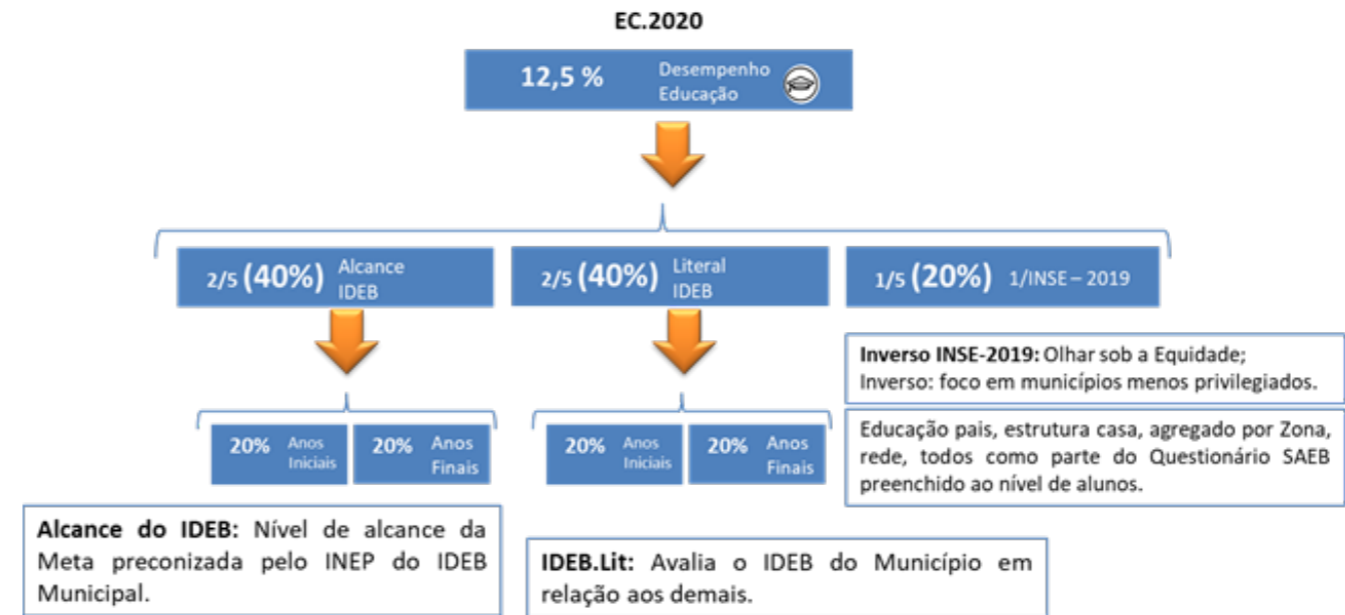 EC.2020
12,5 % Desempenho
Educação
2/5 (40%) Alcance
IDEB
2/5 (40%) Literal
IDEB
1/5 (20%) 1/INSE – 2019
Inverso INSE-2019: Olhar sob a Equidade;
Inverso: foco em municípios menos privilegiados.
20% Anos
Iniciais
20% Anos
Finais
20% Anos
Iniciais
20% Anos
Finais
Educação pais, estrutura casa, agregado por Zona,
rede, todos como parte do Questionário SAEB
preenchido ao nível de alunos.
Alcance do IDEB: Nível de alcance da
Meta preconizada pelo INEP do IDEB
Municipal.
IDEB.Lit: Avalia o IDEB do Município em
relação aos demais.